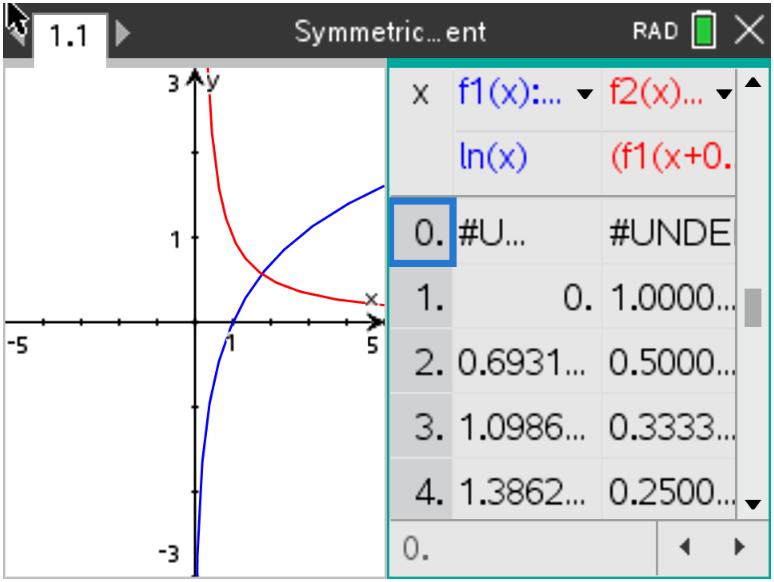 1.1 Symmetric...ent RAD
3 y
1
x
-5 1 5
-3
x f1(x):... f2(x)...
ln(x) (f1(x+0.
0. #U... #UNDE
1. 0. 1.0000...
2. 0.6931... 0.5000...
3. 1.0986... 0.3333...
4. 1.3862... 0.2500...
0.